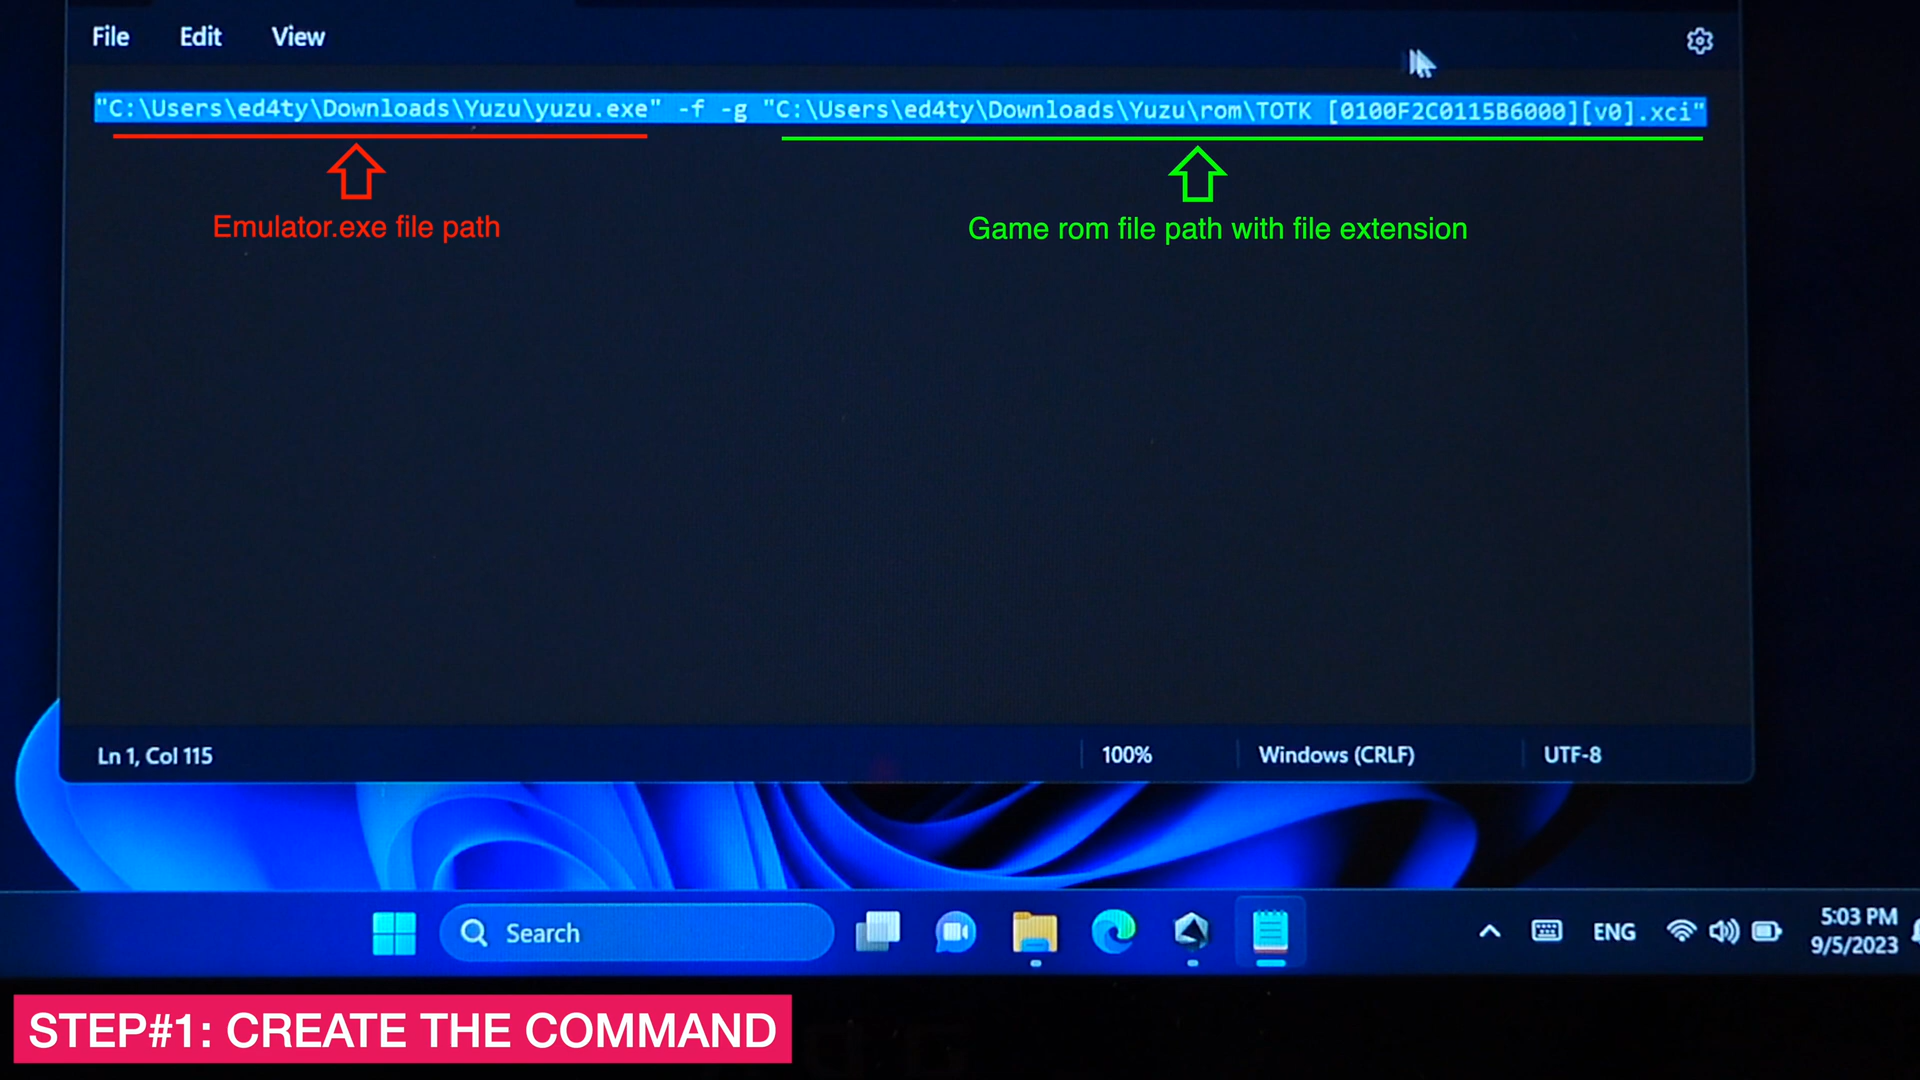 File Edit View
"C:\Users\ed4ty\Downloads\Yuzu\yuzu.exe" -f -g "C:\Users\ed4ty\Downloads\Yuzu\rom\TOTK [0100F2C0115B6000][v0].xci"
Emulator.exe file path
Game rom file path with file extension
Ln 1, Col 115
100%
Windows (CRLF)
UTF-8
Search
ENG
5:03 PM
9/5/2023
STEP#1: CREATE THE COMMAND